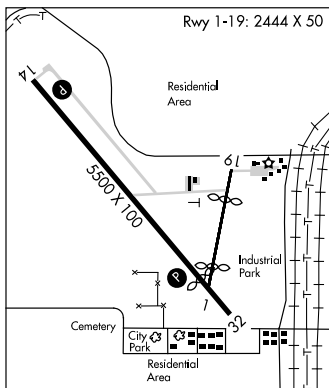 Rwy 1-19: 2444 X 50
14
P
Residential
Area
19
5500 X 100
Industrial
Park
P
1
32
Cemetery
City
Park
Residential
Area